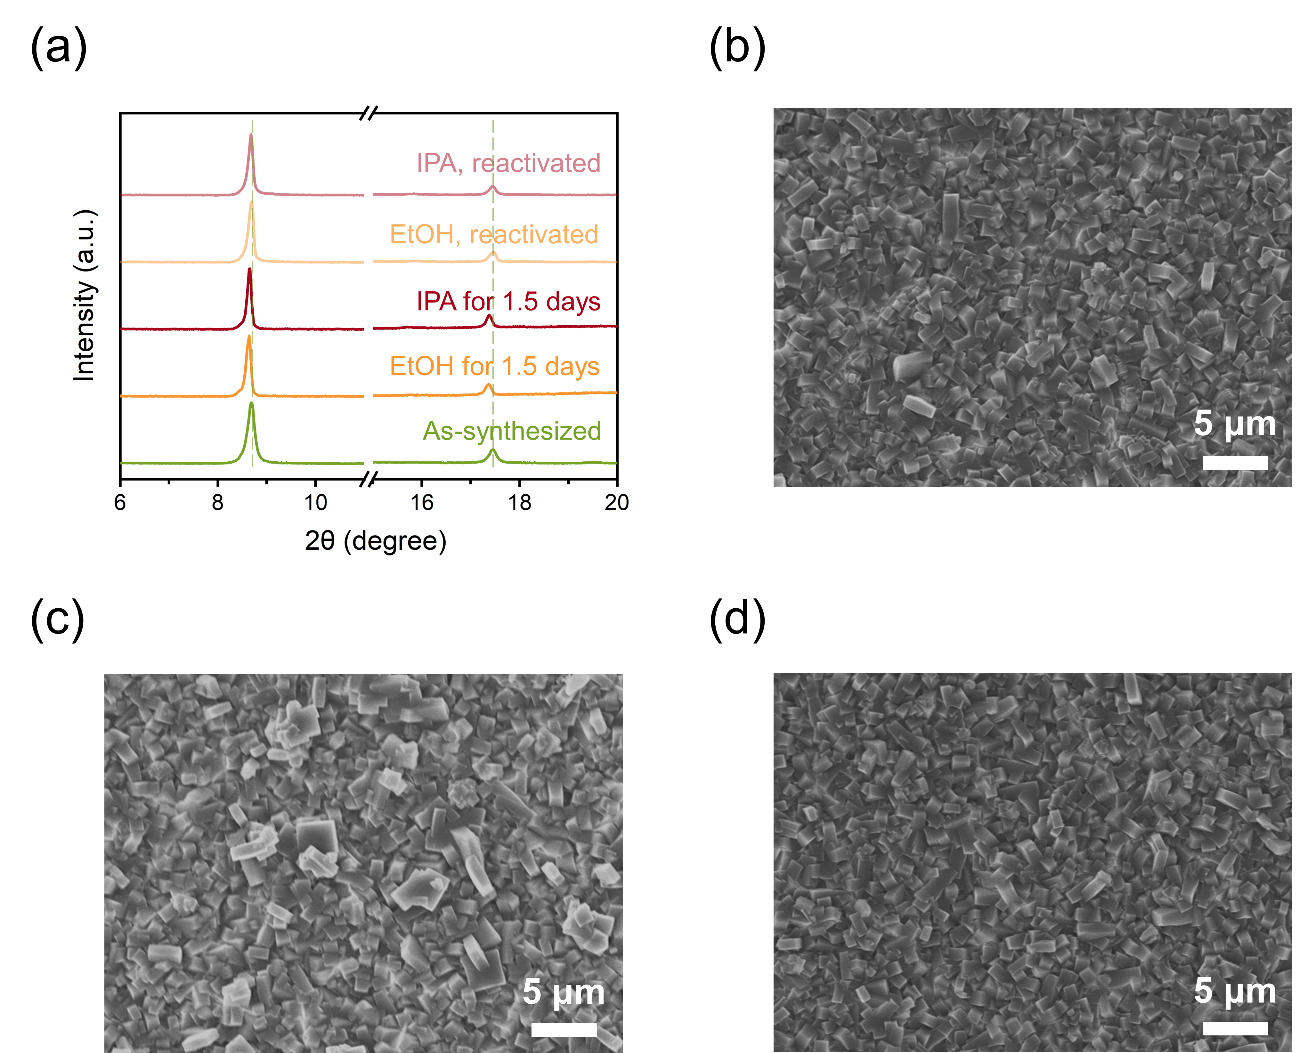 (a)
IPA, reactivated
EtOH, reactivated
IPA for 1.5 days
EtOH for 1.5 days
As-synthesized
Intensity (a.u.)
6 8 10 16 18 20
2θ (degree)
(b)
5 μm
(c)
5 μm
(d)
5 μm